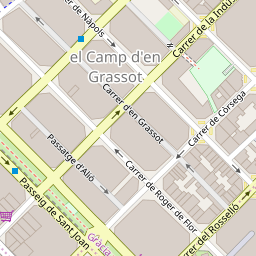 er de Nàpols
Carrer de la Indú
el Camp d'en
Grassot
Carrer d'en Grassot
Carrer de Còrsega
Passatge d'Alió
Carrer de Roger de Flor
Passeig de Sant Joan
Gràcia
Carrer del Rosselló